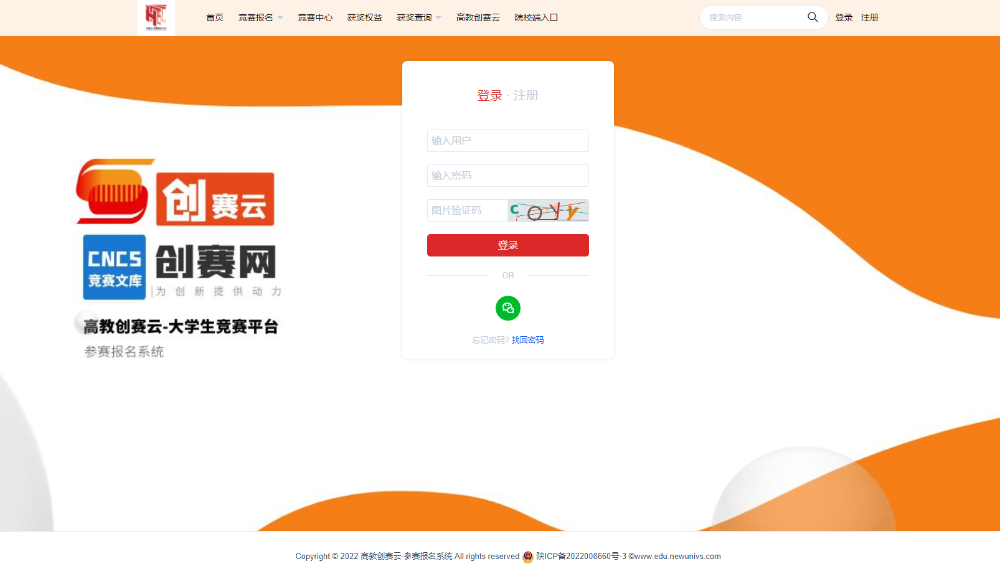 首页 竞赛报名 竞赛中心 获奖权益 获奖查询 高教创赛云 院校端入口 搜索内容 登录 注册
登录 · 注册
输入用户
输入密码
图片验证码 c o y y
登录
OR
忘记密码? 找回密码
创赛云
CNCS
竞赛文库
创赛网
|为创新提供动力
高教创赛云-大学生竞赛平台
参赛报名系统
Copyright © 2022 高教创赛云-参赛报名系统 All rights reserved 陕ICP备2022008660号-3 ©www.edu.newunivs.com